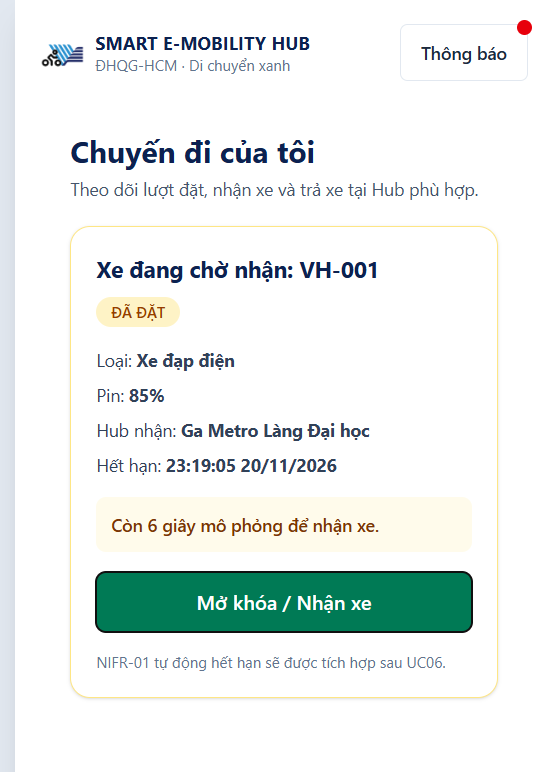 SMART E-MOBILITY HUB
ĐHQG-HCM · Di chuyển xanh
Thông báo
Chuyến đi của tôi
Theo dõi lượt đặt, nhận xe và trả xe tại Hub phù hợp.
Xe đang chờ nhận: VH-001
ĐÃ ĐẶT
Loại: Xe đạp điện
Pin: 85%
Hub nhận: Ga Metro Làng Đại học
Hết hạn: 23:19:05 20/11/2026
Còn 6 giây mô phỏng để nhận xe.
Mở khóa / Nhận xe
NIFR-01 tự động hết hạn sẽ được tích hợp sau UC06.